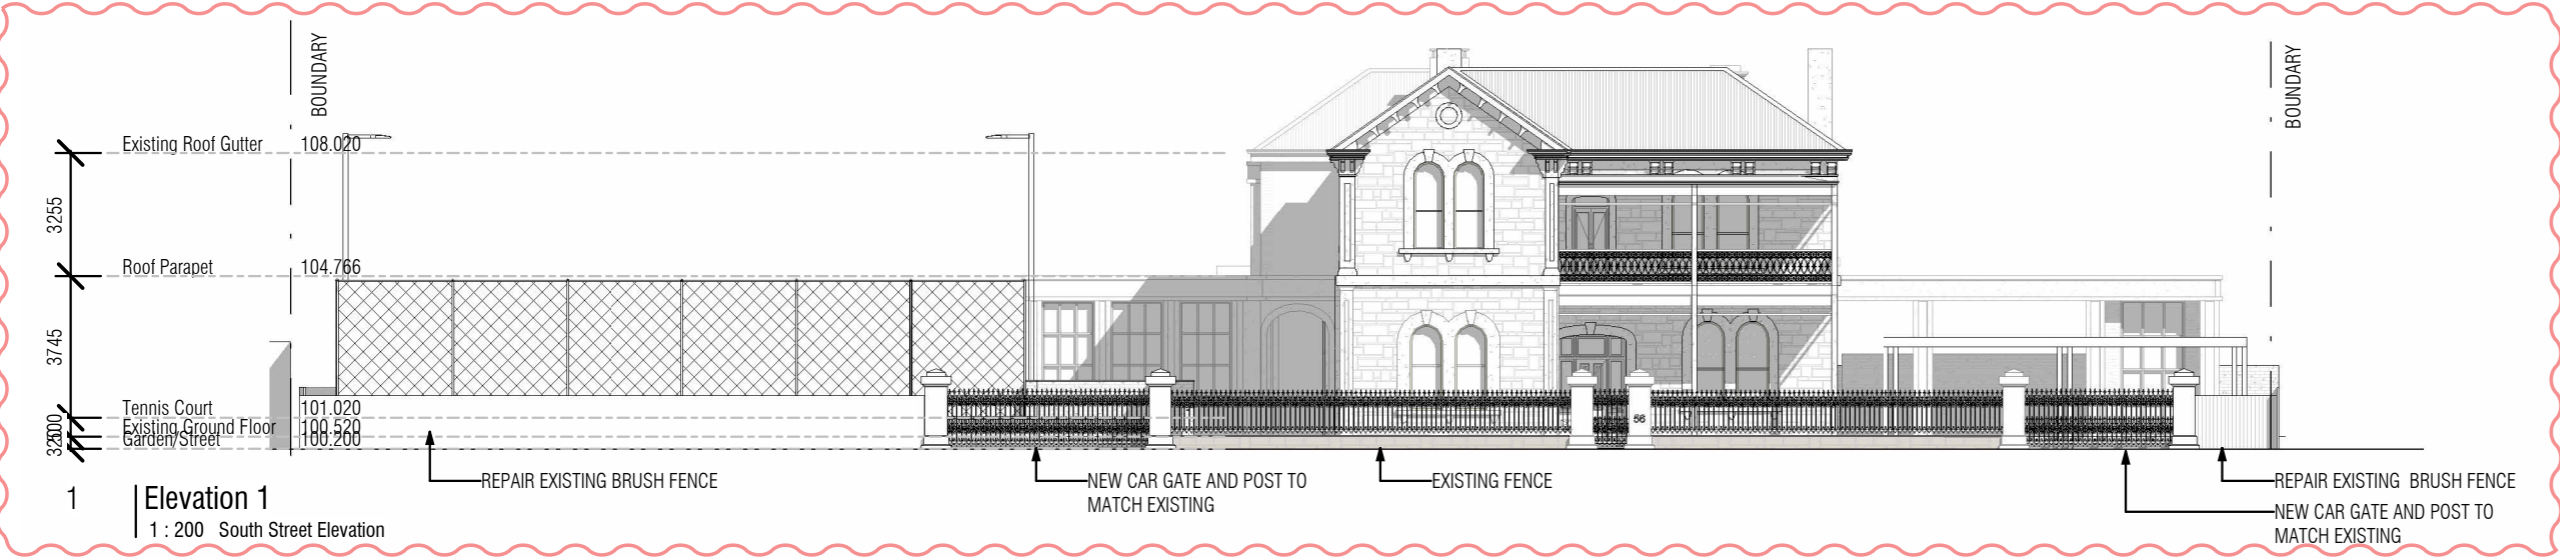 BOUNDARY
BOUNDARY
Existing Roof Gutter 108.020
3255
Roof Parapet 104.766
3745
Tennis Court 101.020
Existing Ground Floor 100.520
Garden/Street 100.200
56
REPAIR EXISTING BRUSH FENCE
NEW CAR GATE AND POST TO
MATCH EXISTING
EXISTING FENCE
REPAIR EXISTING BRUSH FENCE
NEW CAR GATE AND POST TO
MATCH EXISTING
1 Elevation 1
1 : 200 South Street Elevation